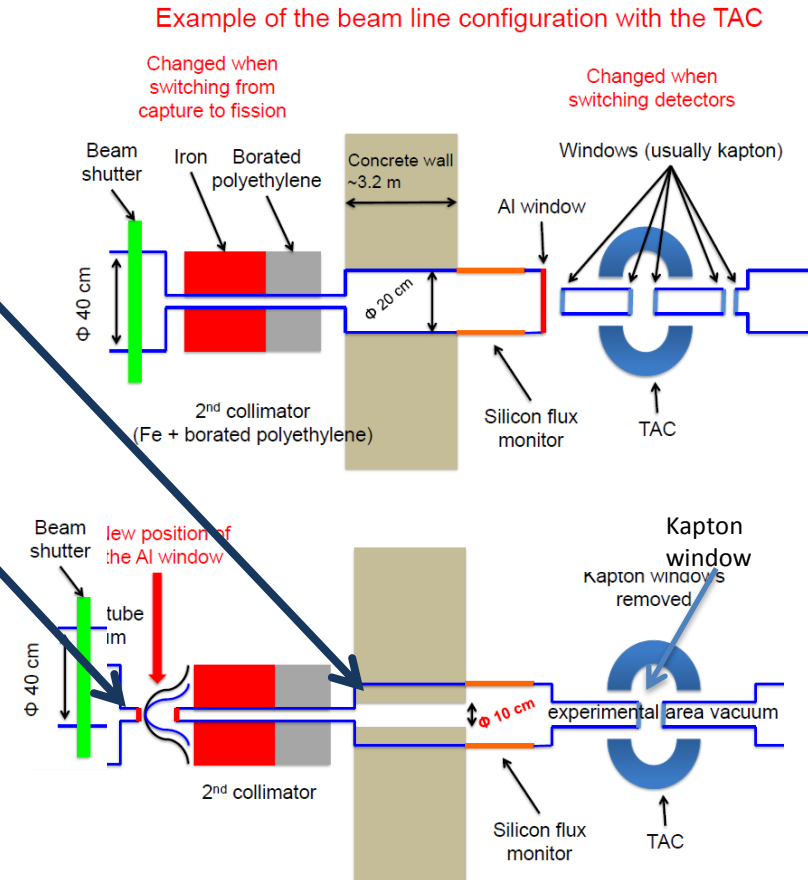 Example of the beam line configuration with the TAC
Changed when
switching from
capture to fission
Changed when
switching detectors
Beam
shutter
Iron
Borated
polyethylene
Concrete wall
~3.2 m
Windows (usually kapton)
Al window
Φ 40 cm
Φ 20 cm
2nd collimator
(Fe + borated polyethylene)
Silicon flux
monitor
TAC
Beam
shutter
New position of
the Al window
Kapton
window
Kapton windows
removed
tube
Φ 40 cm
Φ 10 cm
experimental area vacuum
2nd collimator
Silicon flux
monitor
TAC